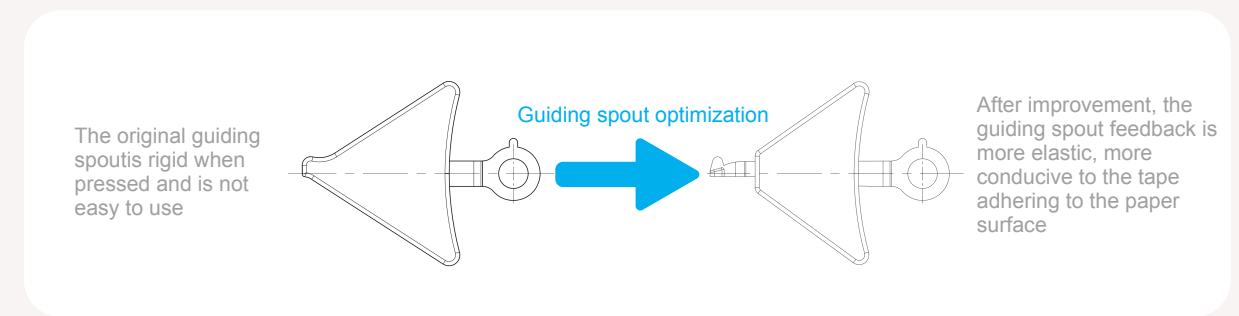 The original guiding
spoutis rigid when
pressed and is not
easy to use
Guiding spout optimization
After improvement, the
guiding spout feedback is
more elastic, more
conducive to the tape
adhering to the paper
surface